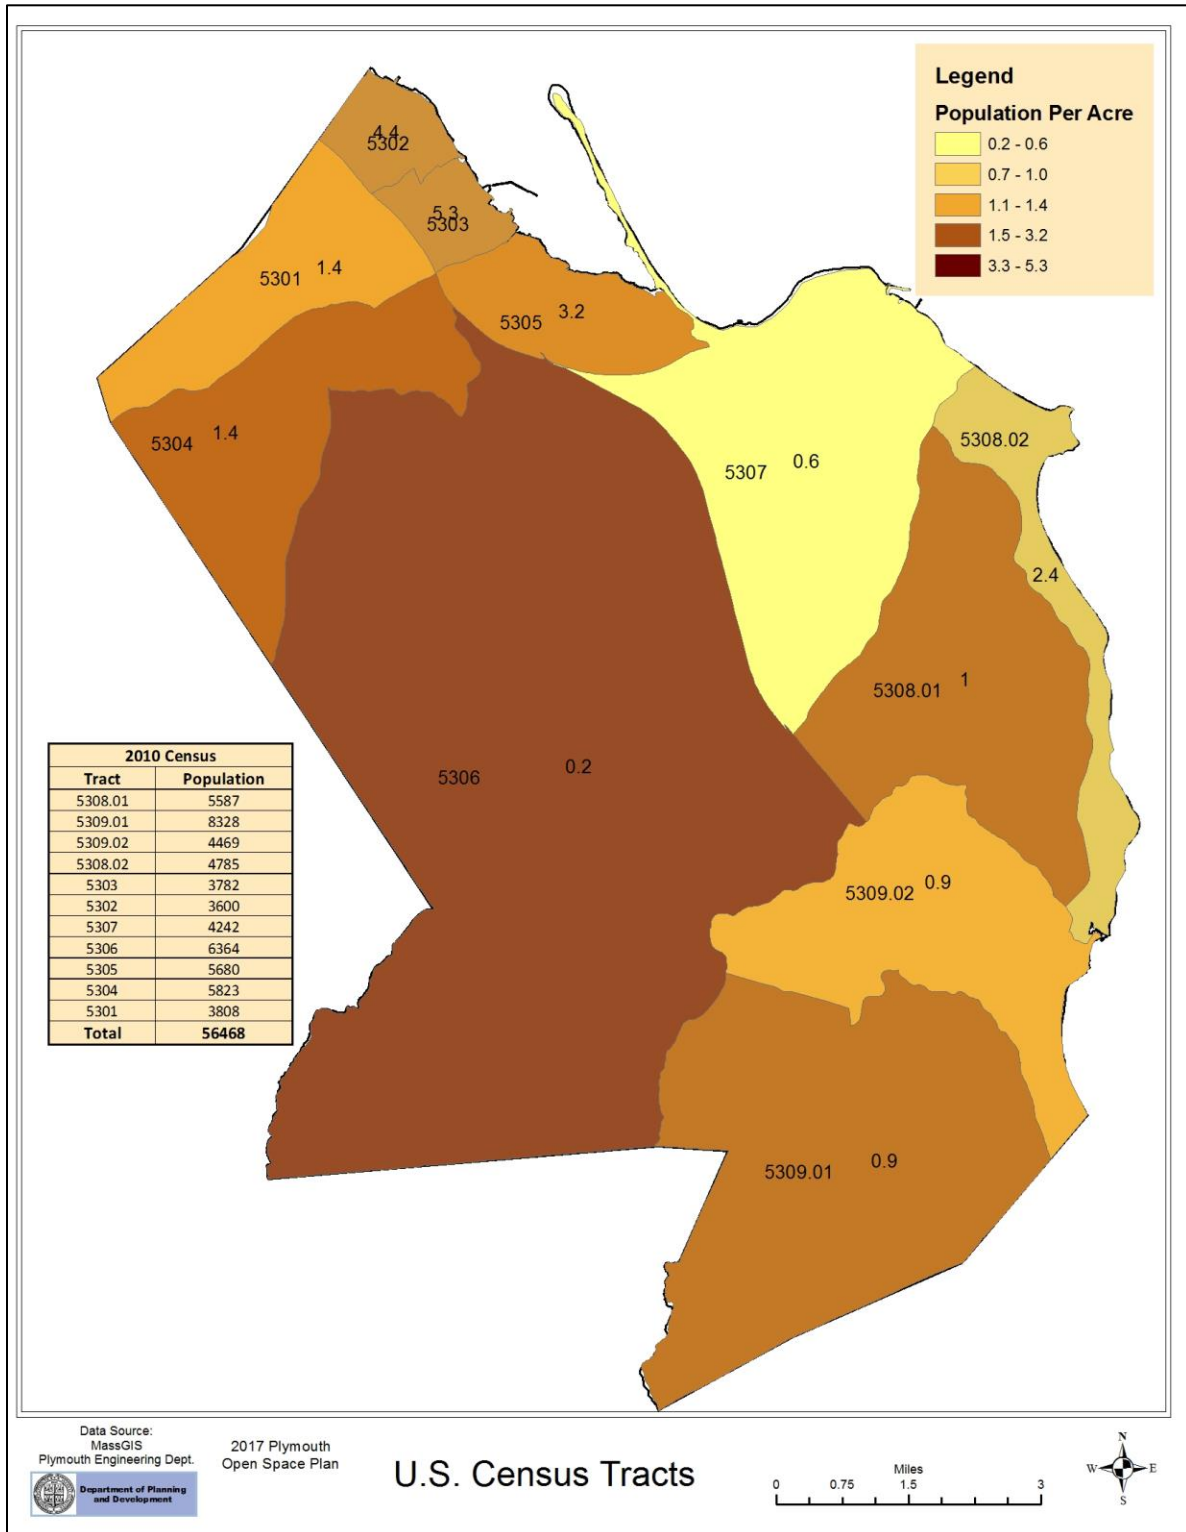 Legend
Population Per Acre
0.2 - 0.6
0.7 - 1.0
1.1 - 1.4
1.5 - 3.2
3.3 - 5.3
4.4
5302
5.3
5303
5301 1.4
5305 3.2
5304 1.4
5307 0.6
5308.02
2.4
5308.01 1
5306 0.2
2010 Census
Tract Population
5308.01 5587
5309.01 8328
5309.02 4469
5308.02 4785
5303 3782
5302 3600
5307 4242
5306 6364
5305 5680
5304 5823
5301 3808
Total 56468
5309.02 0.9
5309.01 0.9
Data Source:
MassGIS
Plymouth Engineering Dept.
Department of Planning
and Development
2017 Plymouth
Open Space Plan
U.S. Census Tracts
Miles
0 0.75 1.5 3
N
W E
S